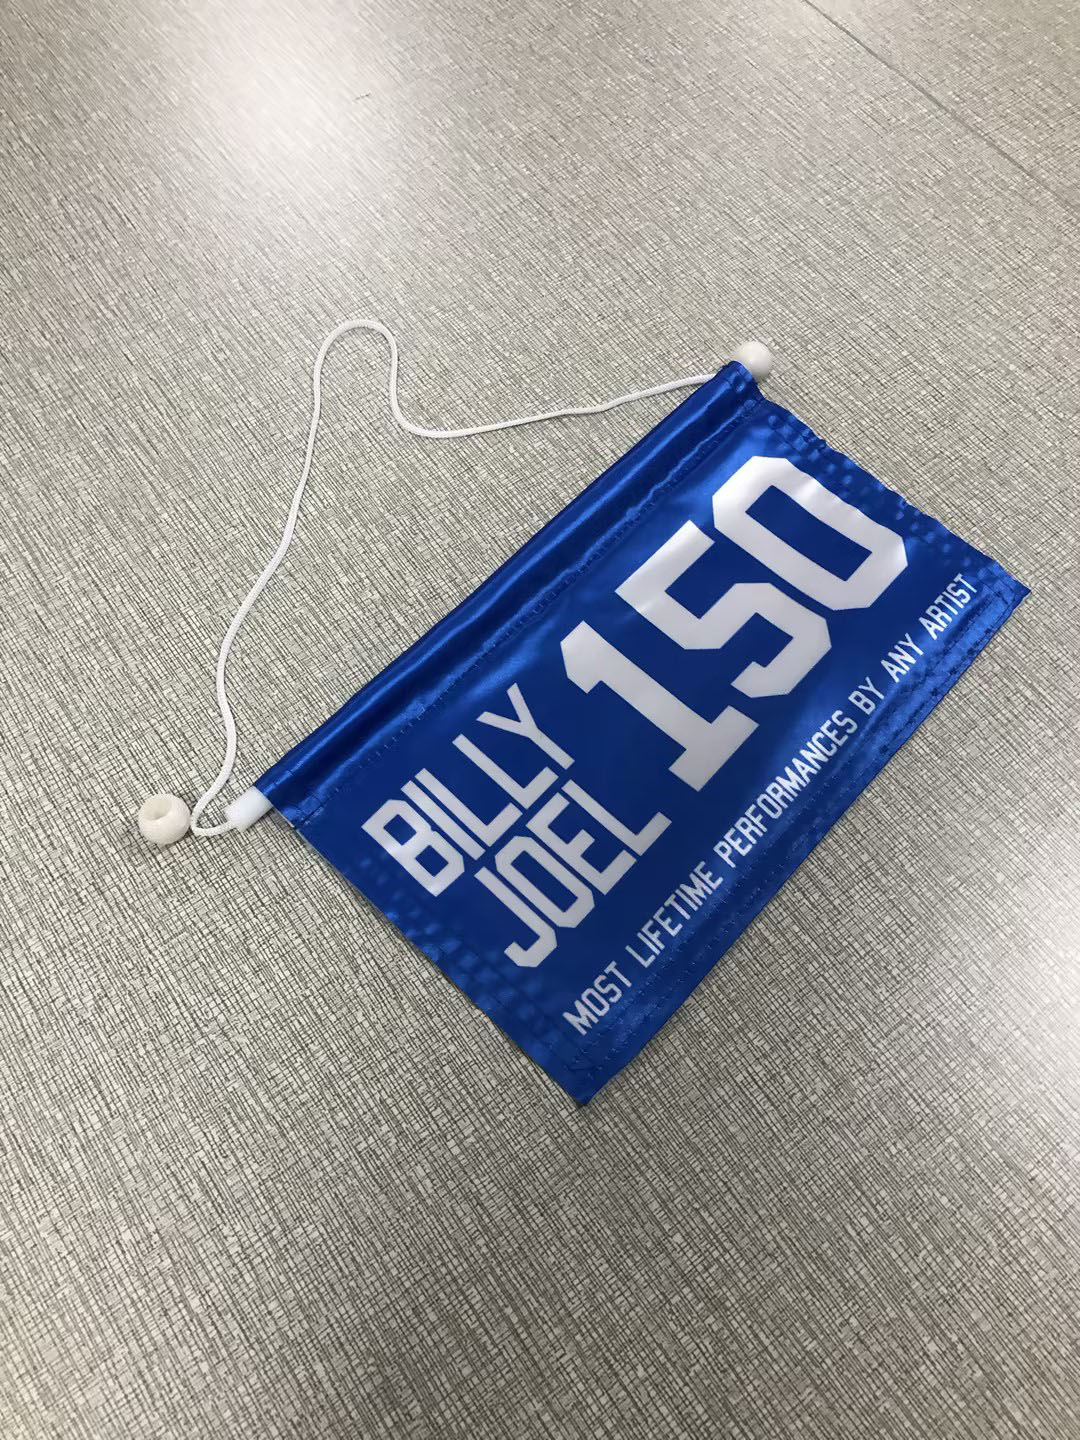 BILLY
JOEL
150
MOST LIFETIME PERFORMANCES BY ANY ARTIST